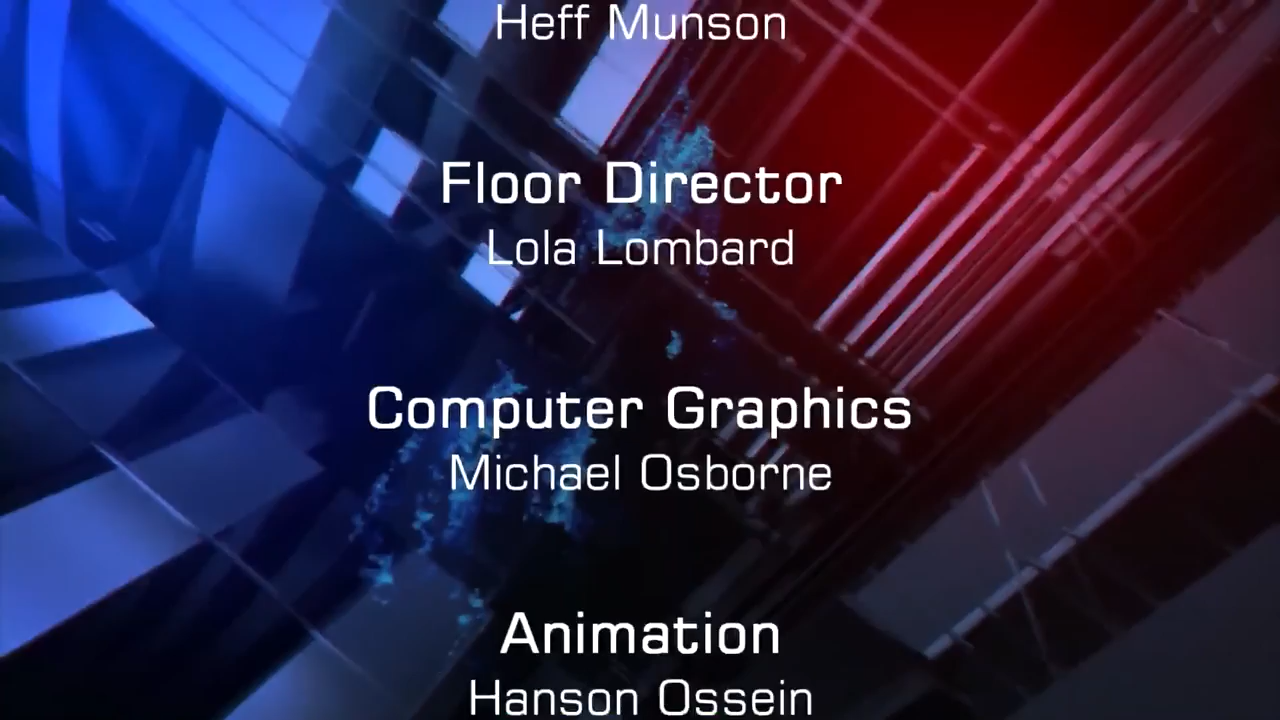 Heff Munson
Floor Director
Lola Lombard
Computer Graphics
Michael Osborne
Animation
Hanson Ossein